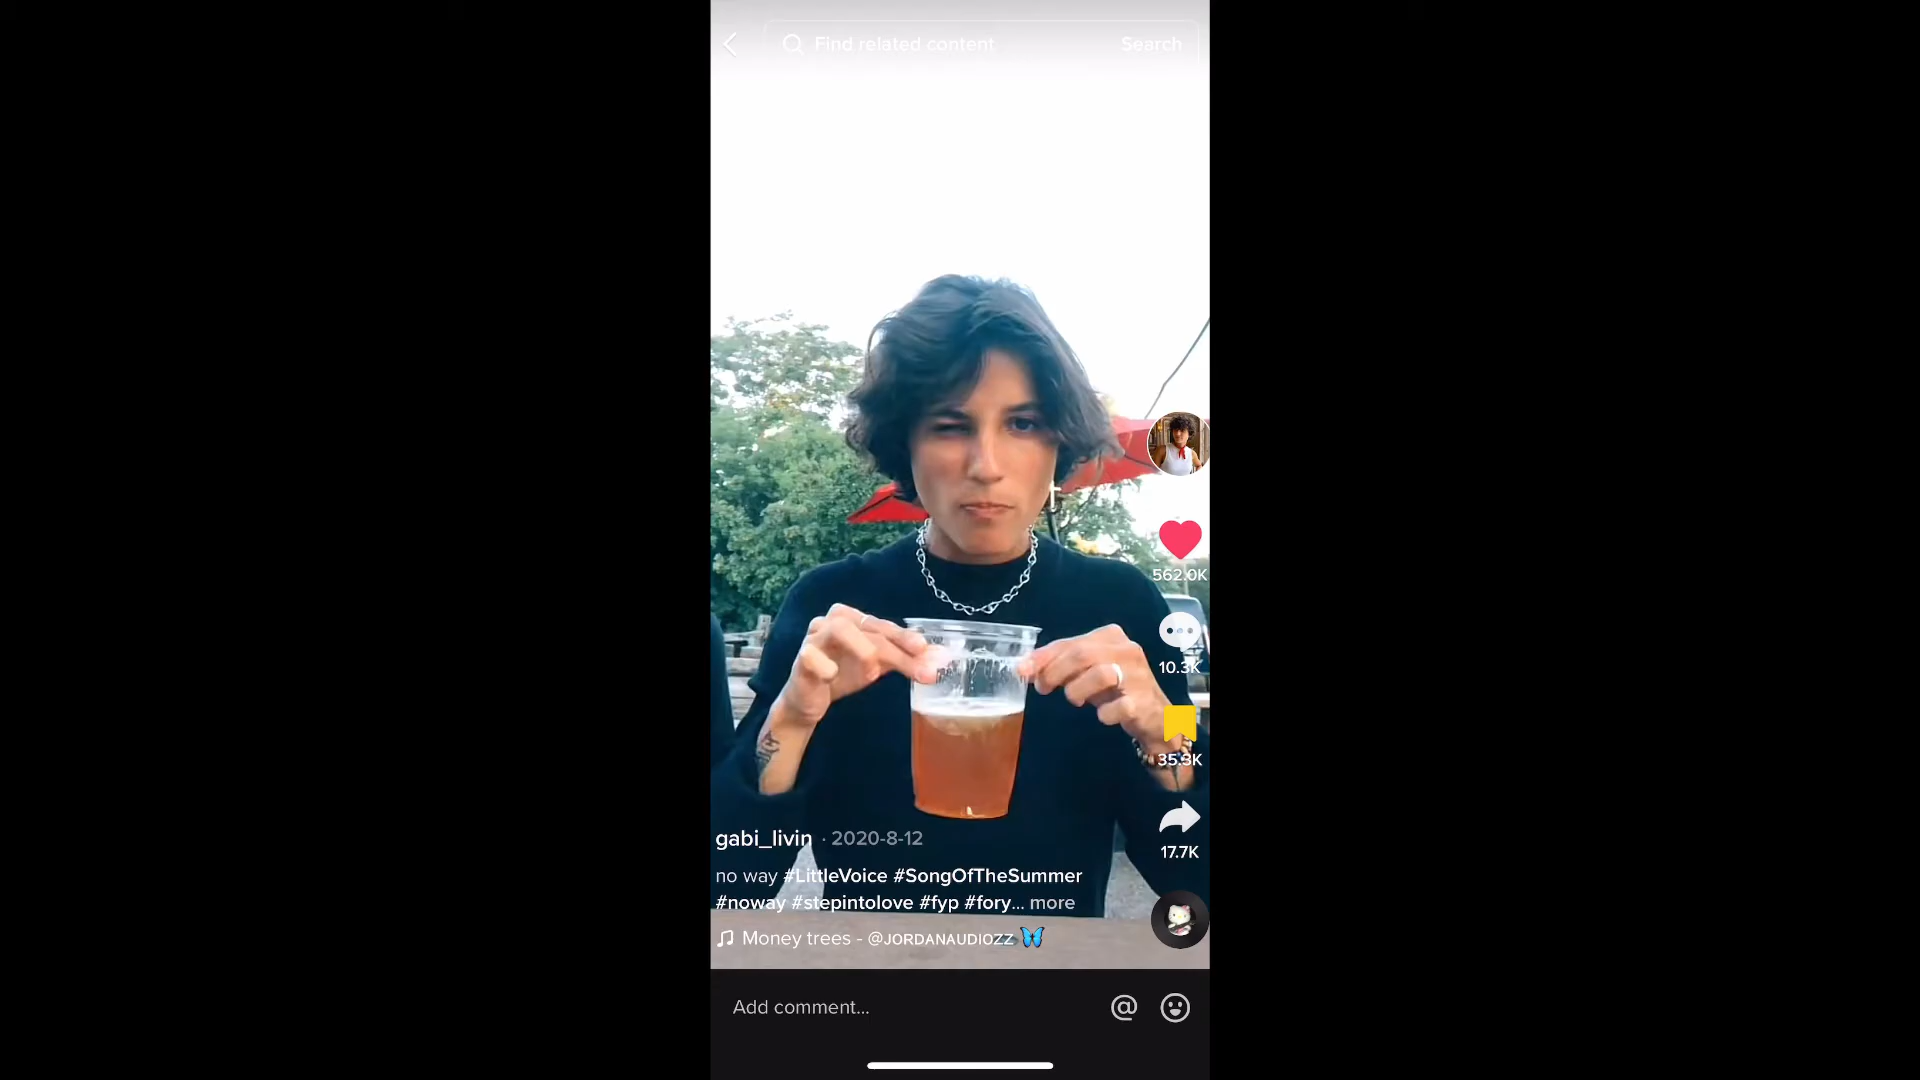 Find related content
Search
562.0K
10.3K
35.3K
17.7K
gabi_livin · 2020-8-12
no way #LittleVoice #SongOfTheSummer
#noway #stepintolove #fyp #fory... more
Money trees - @JORDANAUDIOZZ 🦋
Add comment...